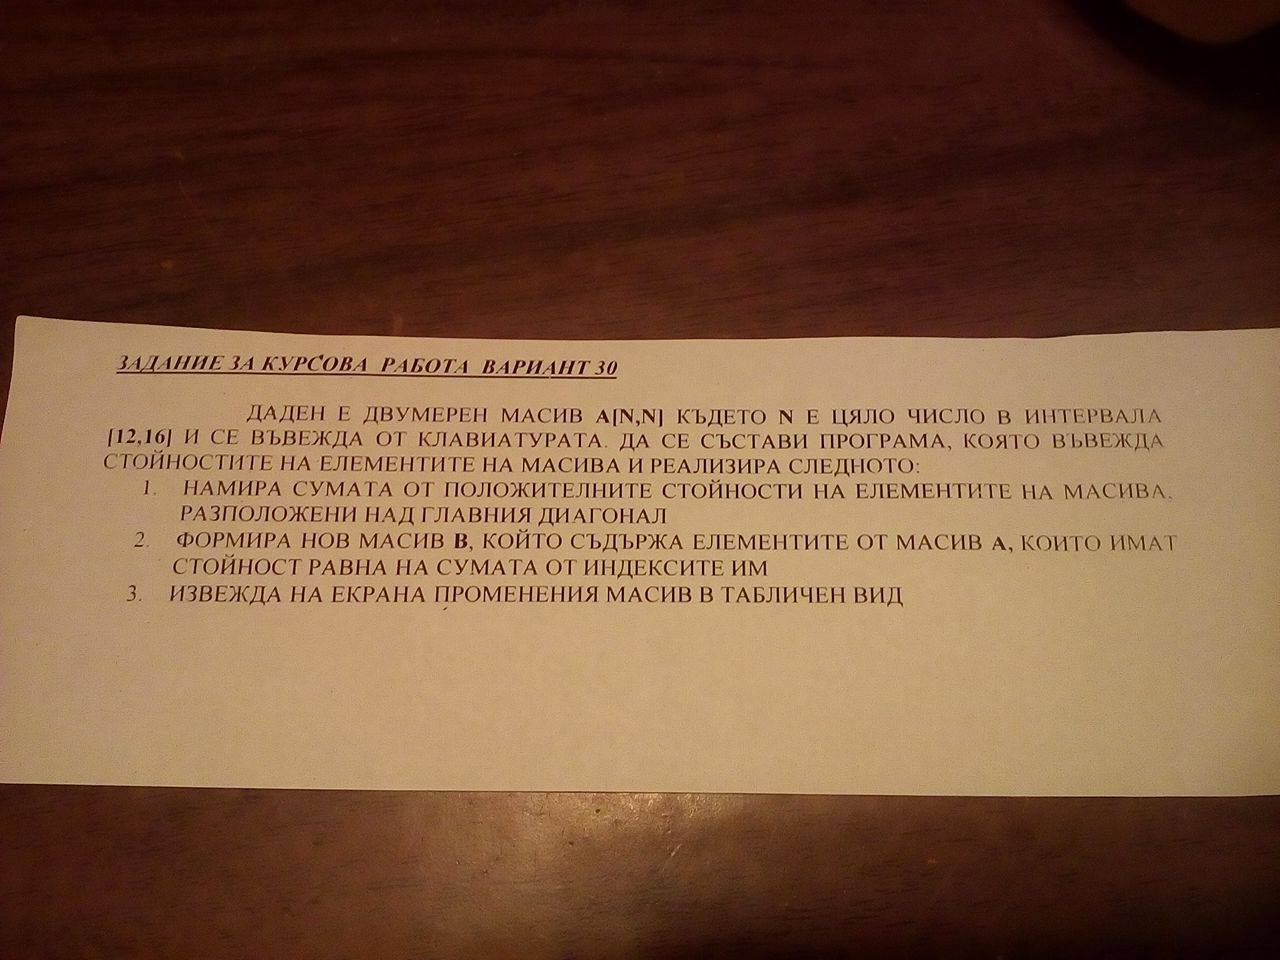 ЗАДАНИЕ ЗА КУРСОВА РАБОТА ВАРИАНТ 30
ДАДЕН Е ДВУМЕРЕН МАСИВ A[N,N] КЪДЕТО N Е ЦЯЛО ЧИСЛО В ИНТЕРВАЛА
[12,16] И СЕ ВЪВЕЖДА ОТ КЛАВИАТУРАТА. ДА СЕ СЪСТАВИ ПРОГРАМА, КОЯТО ВЪВЕЖДА
СТОЙНОСТИТЕ НА ЕЛЕМЕНТИТЕ НА МАСИВА И РЕАЛИЗИРА СЛЕДНОТО:
1. НАМИРА СУМАТА ОТ ПОЛОЖИТЕЛНИТЕ СТОЙНОСТИ НА ЕЛЕМЕНТИТЕ НА МАСИВА,
РАЗПОЛОЖЕНИ НАД ГЛАВНИЯ ДИАГОНАЛ
2. ФОРМИРА НОВ МАСИВ B, КОЙТО СЪДЪРЖА ЕЛЕМЕНТИТЕ ОТ МАСИВ A, КОИТО ИМАТ
СТОЙНОСТ РАВНА НА СУМАТА ОТ ИНДЕКСИТЕ ИМ
3. ИЗВЕЖДА НА ЕКРАНА ПРОМЕНЕНИЯ МАСИВ В ТАБЛИЧЕН ВИД